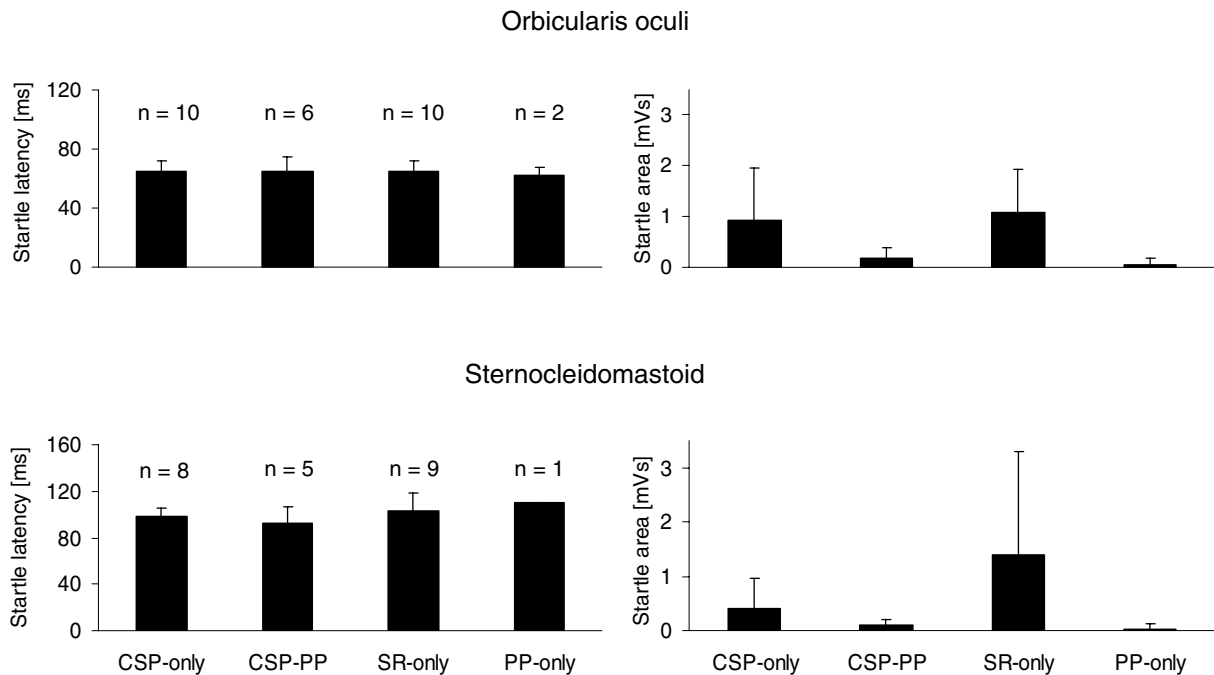 Orbicularis oculi
Startle latency [ms]
120
80
40
0
n = 10 n = 6 n = 10 n = 2
Startle area [mVs]
3
2
1
0
Sternocleidomastoid
Startle latency [ms]
160
120
80
40
0
n = 8 n = 5 n = 9 n = 1
CSP-only CSP-PP SR-only PP-only
Startle area [mVs]
3
2
1
0
CSP-only CSP-PP SR-only PP-only